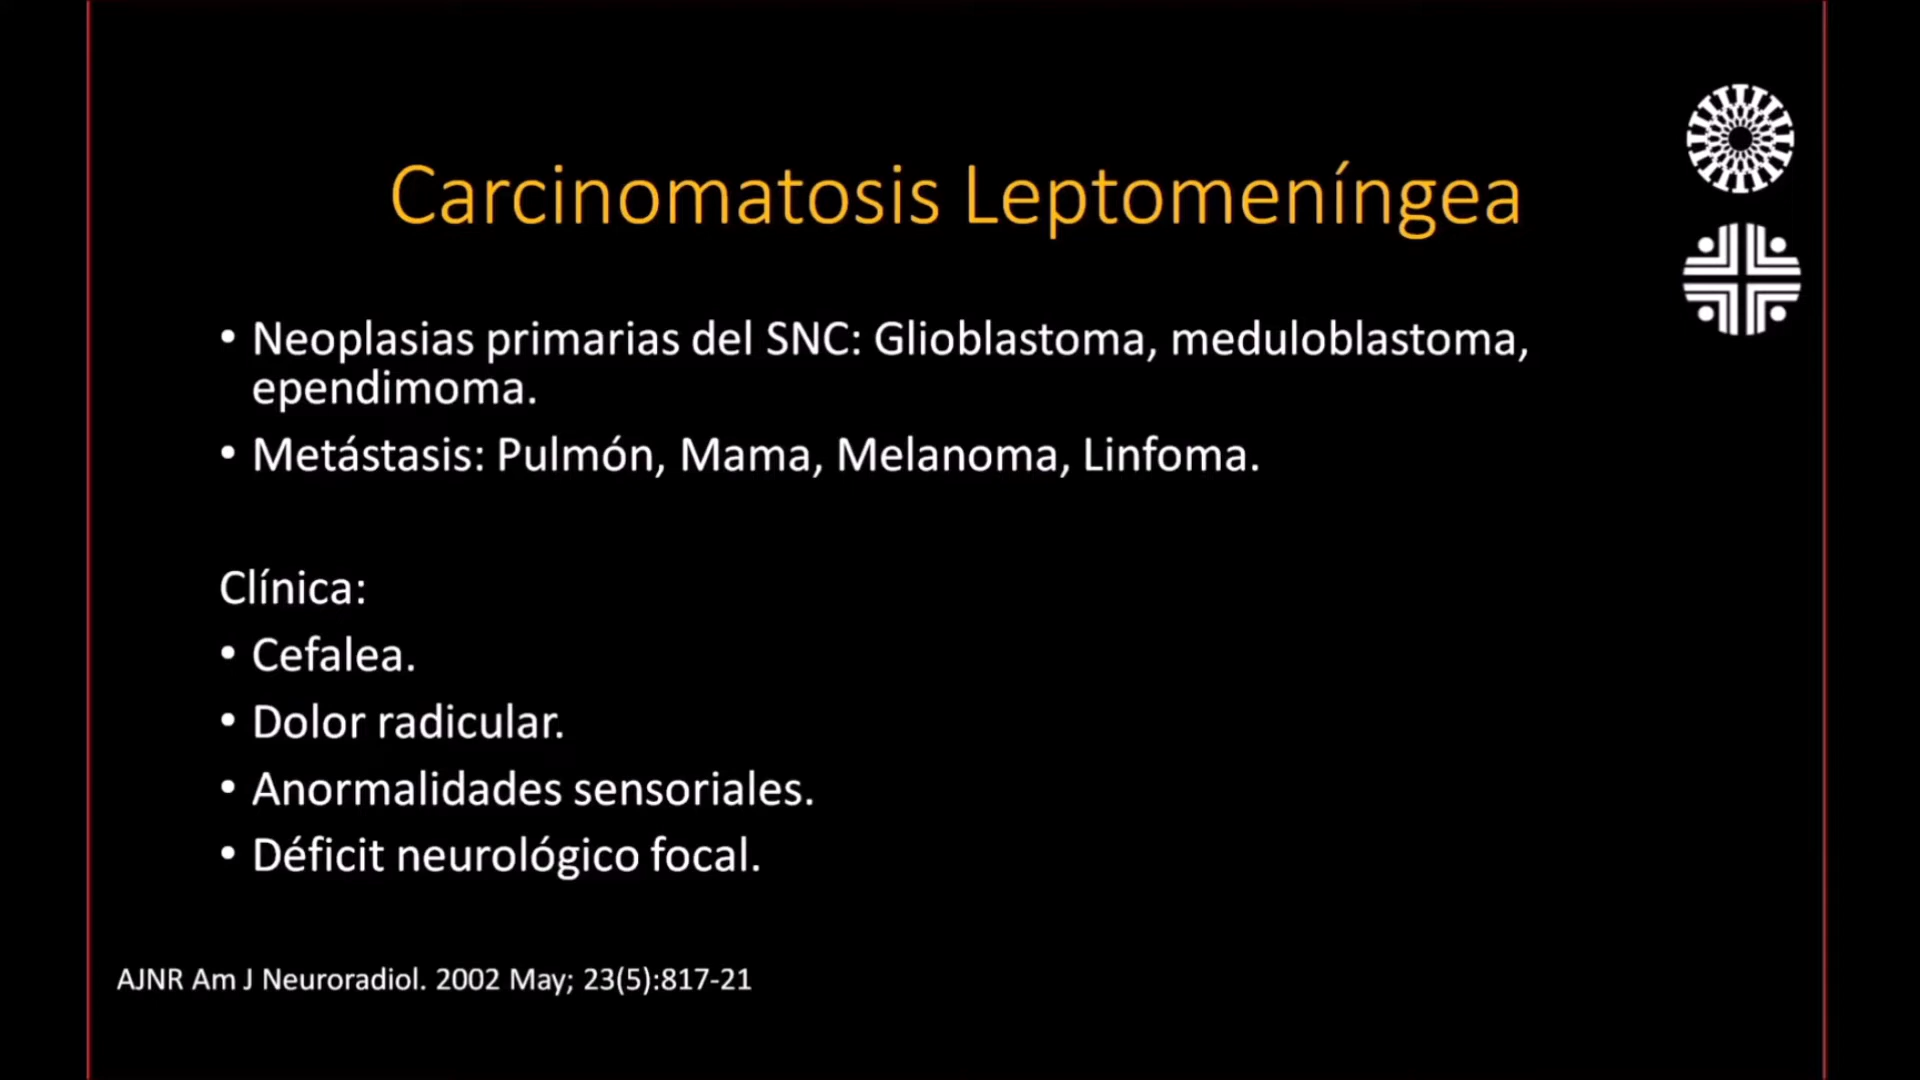 Carcinomatosis Leptomeníngea
• Neoplasias primarias del SNC: Glioblastoma, meduloblastoma,
ependimoma.
• Metástasis: Pulmón, Mama, Melanoma, Linfoma.
Clínica:
• Cefalea.
• Dolor radicular.
• Anormalidades sensoriales.
• Déficit neurológico focal.
AJNR Am J Neuroradiol. 2002 May; 23(5):817-21